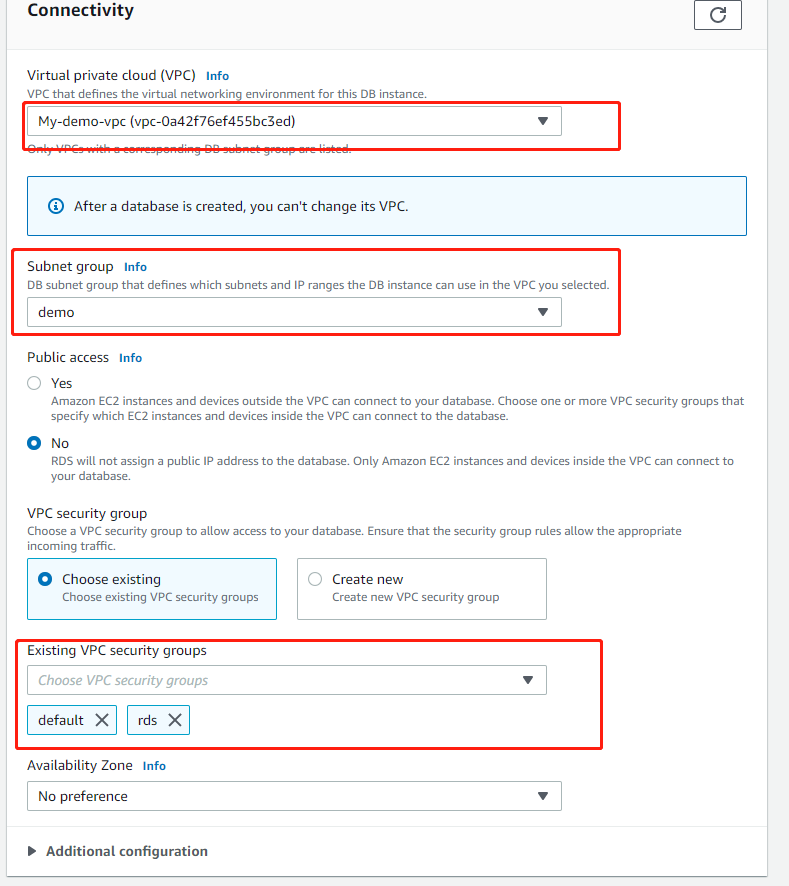 Connectivity
Virtual private cloud (VPC) Info
VPC that defines the virtual networking environment for this DB instance.
My-demo-vpc (vpc-0a42f76ef455bc3ed)
Only VPCs with a corresponding DB subnet group are listed.
After a database is created, you can't change its VPC.
Subnet group Info
DB subnet group that defines which subnets and IP ranges the DB instance can use in the VPC you selected.
demo
Public access Info
Yes
Amazon EC2 instances and devices outside the VPC can connect to your database. Choose one or more VPC security groups that
specify which EC2 instances and devices inside the VPC can connect to the database.
No
RDS will not assign a public IP address to the database. Only Amazon EC2 instances and devices inside the VPC can connect to
your database.
VPC security group
Choose a VPC security group to allow access to your database. Ensure that the security group rules allow the appropriate
incoming traffic.
Choose existing
Choose existing VPC security groups
Create new
Create new VPC security group
Existing VPC security groups
Choose VPC security groups
default
rds
Availability Zone Info
No preference
Additional configuration